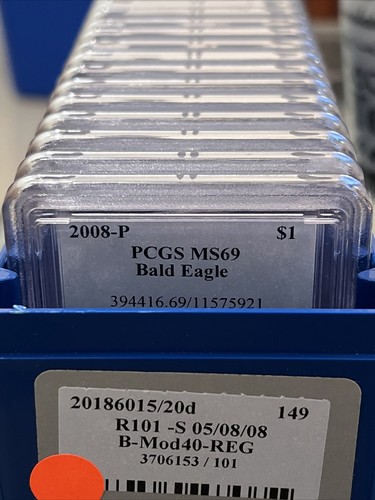 2008-P $1
PCGS MS69
Bald Eagle
394416.69/11575921
20186015/20d 149
R101 -S 05/08/08
B-Mod40-REG
3706153 / 101